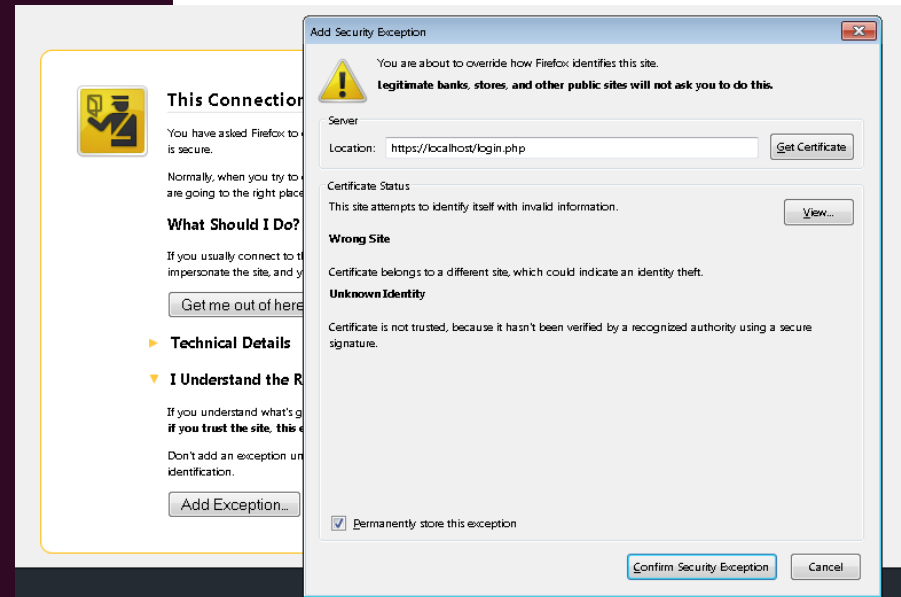 Add Security Exception
You are about to override how Firefox identifies this site.
Legitimate banks, stores, and other public sites will not ask you to do this.
Server
Location: https://localhost/login.php Get Certificate
Certificate Status
This site attempts to identify itself with invalid information. View...
Wrong Site
Certificate belongs to a different site, which could indicate an identity theft.
Unknown Identity
Certificate is not trusted, because it hasn't been verified by a recognized authority using a secure
signature.
Permanently store this exception
Confirm Security Exception Cancel
This Connection
You have asked Firefox to
is secure.
Normally, when you try to
are going to the right place
What Should I Do?
If you usually connect to
impersonate the site, and
Get me out of here
Technical Details
I Understand the
If you understand what's
if you trust the site, this
Don't add an exception
identification.
Add Exception...